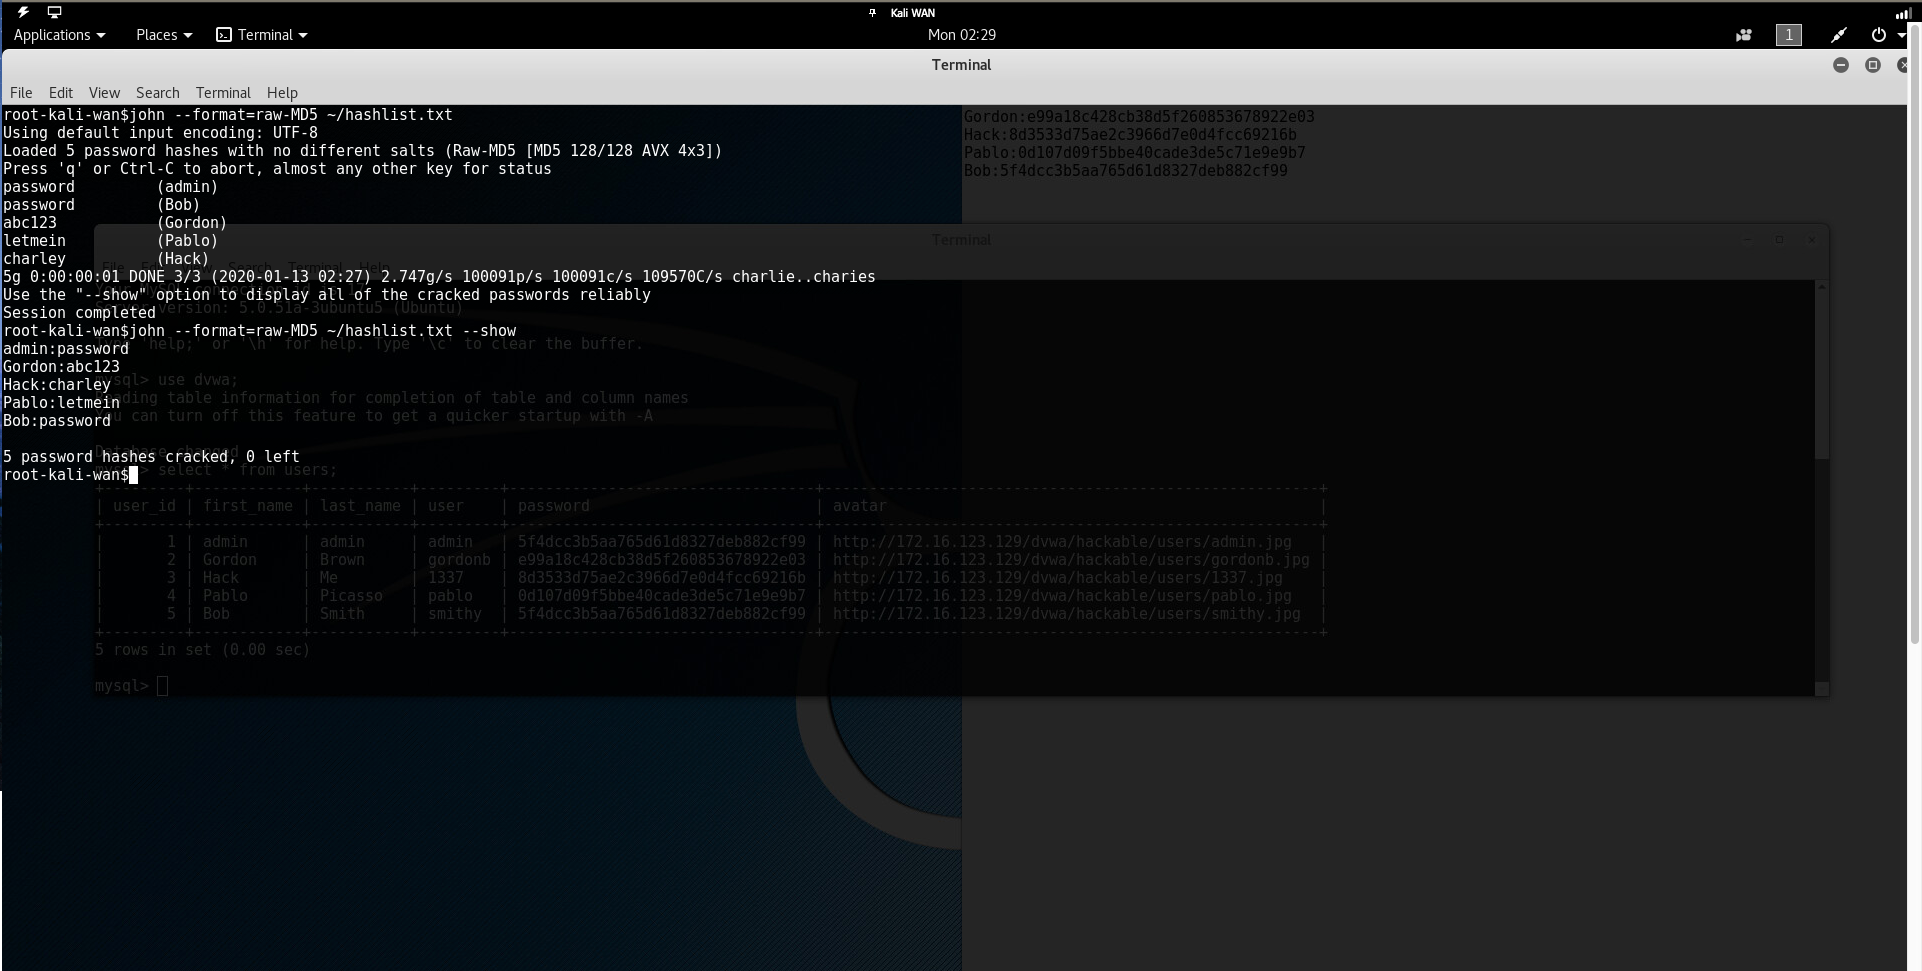 Kali WAN
Applications Places Terminal Mon 02:29 1
Terminal
File Edit View Search Terminal Help
root-kali-wan$john --format=raw-MD5 ~/hashlist.txt
Using default input encoding: UTF-8
Loaded 5 password hashes with no different salts (Raw-MD5 [MD5 128/128 AVX 4x3])
Press 'q' or Ctrl-C to abort, almost any other key for status
password (admin)
password (Bob)
abc123 (Gordon)
letmein (Pablo)
charley (Hack)
5g 0:00:00:01 DONE 3/3 (2020-01-13 02:27) 2.747g/s 100091p/s 100091c/s 109570C/s charlie..charies
Use the "--show" option to display all of the cracked passwords reliably
Session completed
root-kali-wan$john --format=raw-MD5 ~/hashlist.txt --show
admin:password
Gordon:abc123
Hack:charley
Pablo:letmein
Bob:password
5 password hashes cracked, 0 left
root-kali-wan$
Gordon:e99a18c428cb38d5f260853678922e03
Hack:8d3533d75ae2c3966d7e0d4fcc69216b
Pablo:0d107d09f5bbe40cade3de5c71e9e9b7
Bob:5f4dcc3b5aa765d61d8327deb882cf99
Terminal
File Edit View Search Terminal Help
Server version: 5.0.51a-3ubuntu5 (Ubuntu)
Type 'help;' or '\h' for help. Type '\c' to clear the buffer.
mysql> use dvwa;
Reading table information for completion of table and column names
You can turn off this feature to get a quicker startup with -A
Database changed
mysql> select * from users;
+---------+------------+-----------+---------+----------------------------------+-------------------------------------------------------+
| user_id | first_name | last_name | user | password | avatar |
+---------+------------+-----------+---------+----------------------------------+-------------------------------------------------------+
| 1 | admin | admin | admin | 5f4dcc3b5aa765d61d8327deb882cf99 | http://172.16.123.129/dvwa/hackable/users/admin.jpg |
| 2 | Gordon | Brown | gordonb | e99a18c428cb38d5f260853678922e03 | http://172.16.123.129/dvwa/hackable/users/gordonb.jpg |
| 3 | Hack | Me | 1337 | 8d3533d75ae2c3966d7e0d4fcc69216b | http://172.16.123.129/dvwa/hackable/users/1337.jpg |
| 4 | Pablo | Picasso | pablo | 0d107d09f5bbe40cade3de5c71e9e9b7 | http://172.16.123.129/dvwa/hackable/users/pablo.jpg |
| 5 | Bob | Smith | smithy | 5f4dcc3b5aa765d61d8327deb882cf99 | http://172.16.123.129/dvwa/hackable/users/smithy.jpg |
+---------+------------+-----------+---------+----------------------------------+-------------------------------------------------------+
5 rows in set (0.00 sec)
mysql>